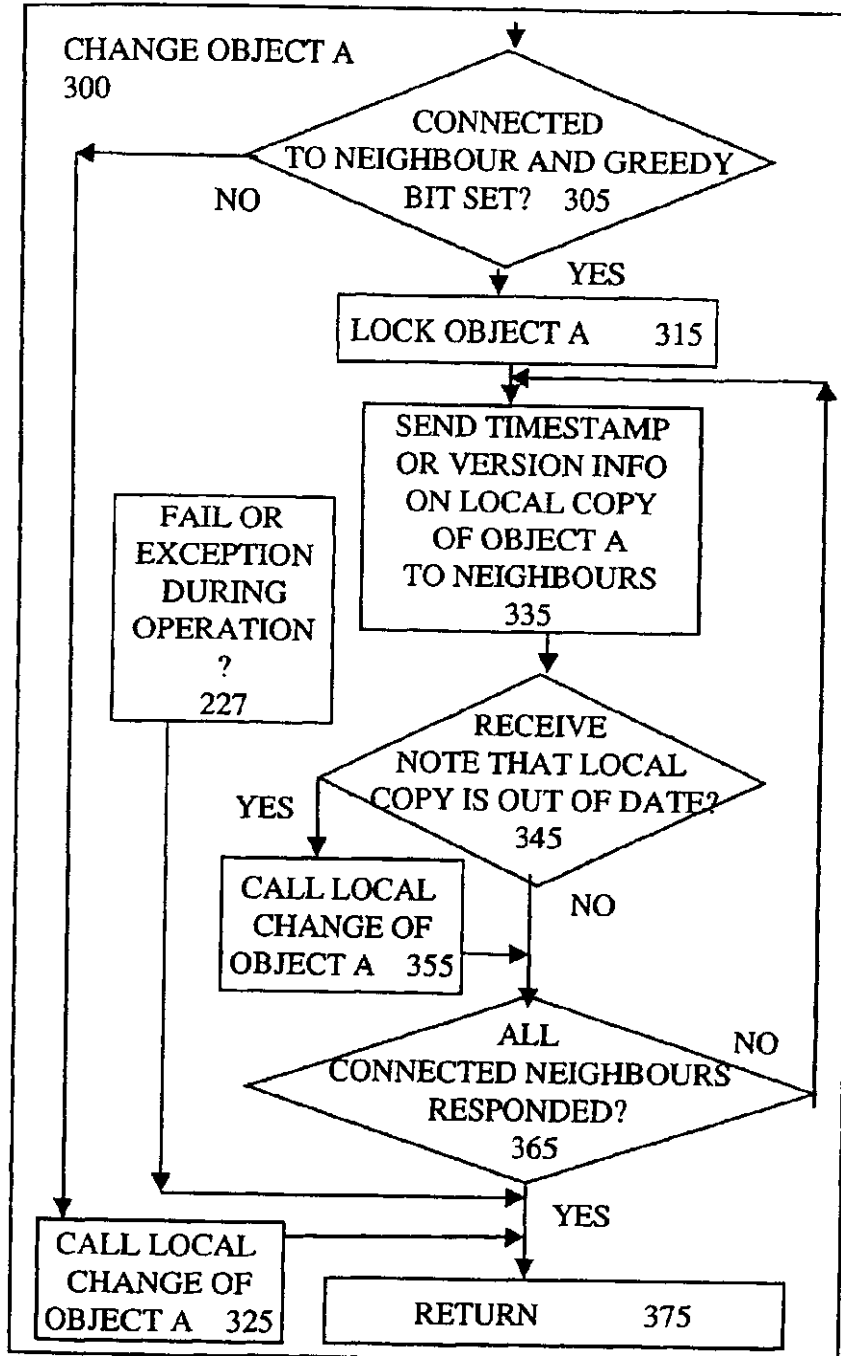 CHANGE OBJECT A
300
CONNECTED
TO NEIGHBOUR AND GREEDY
BIT SET? 305
NO
YES
LOCK OBJECT A 315
SEND TIMESTAMP
OR VERSION INFO
ON LOCAL COPY
OF OBJECT A
TO NEIGHBOURS
335
FAIL OR
EXCEPTION
DURING
OPERATION
?
227
RECEIVE
NOTE THAT LOCAL
COPY IS OUT OF DATE?
345
YES
NO
CALL LOCAL
CHANGE OF
OBJECT A 355
ALL
CONNECTED NEIGHBOURS
RESPONDED?
365
NO
YES
CALL LOCAL
CHANGE OF
OBJECT A 325
RETURN 375